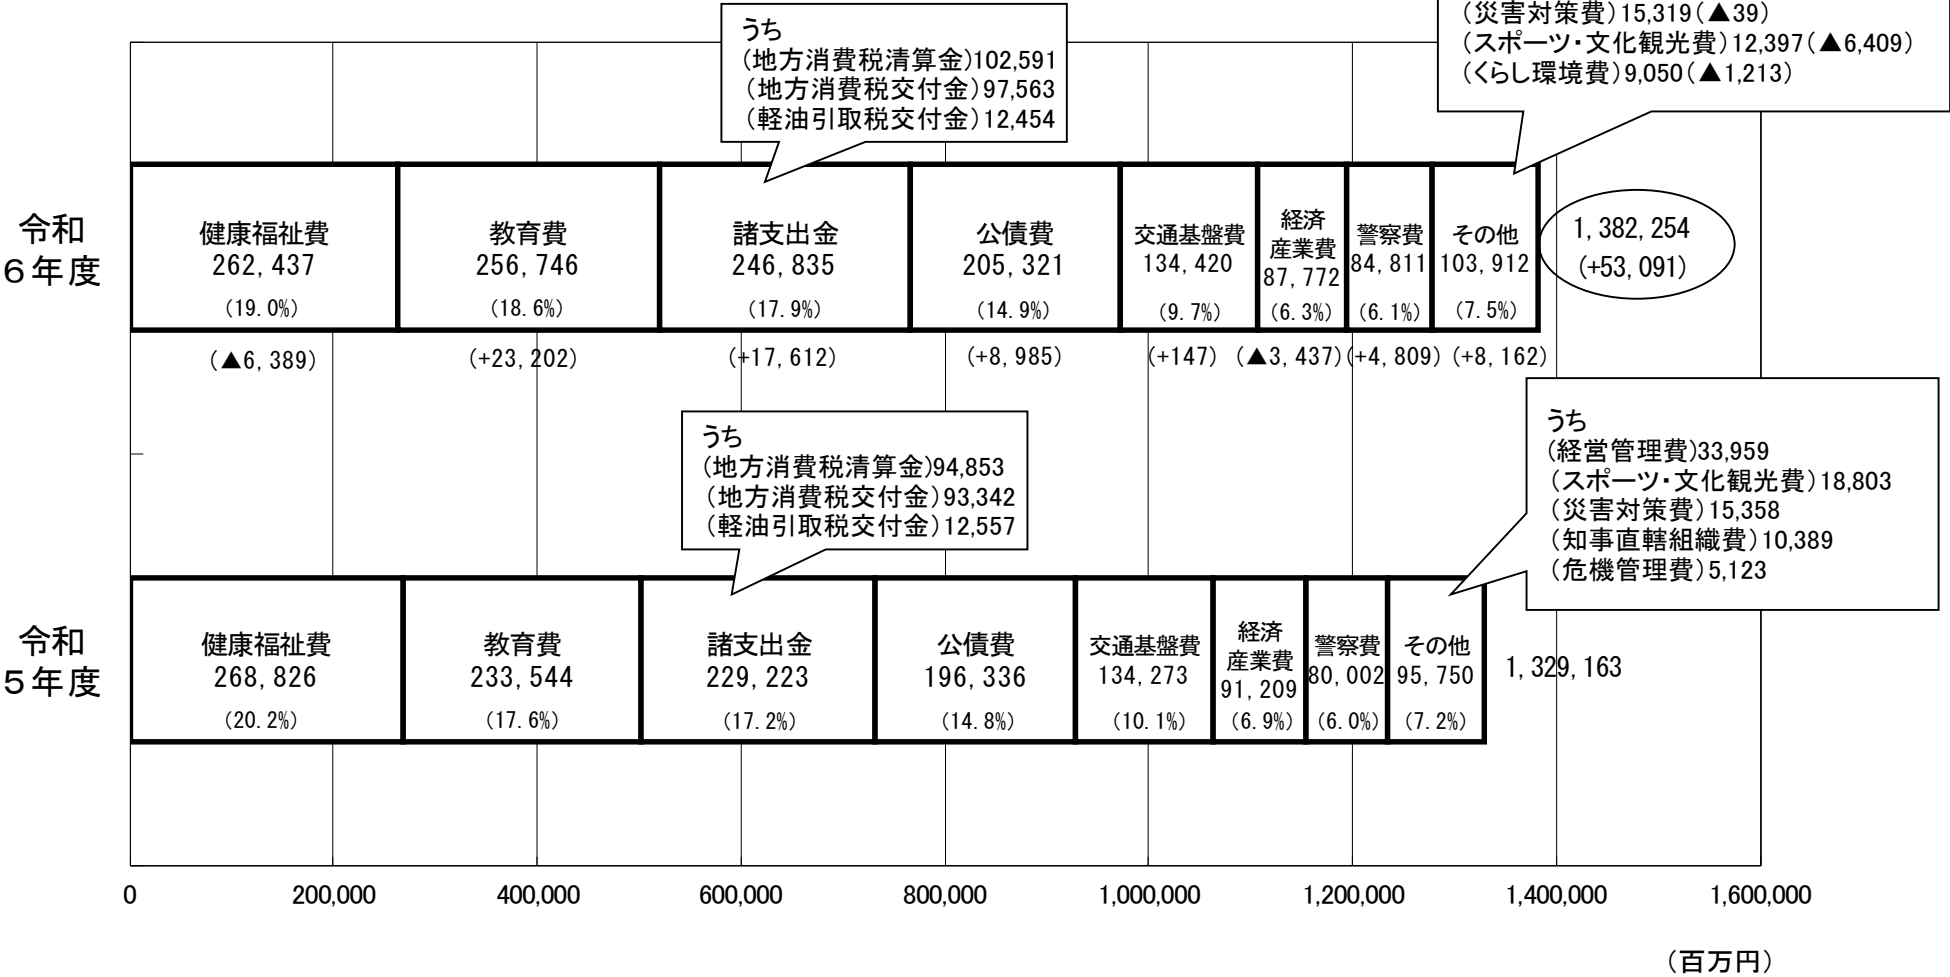 (災害対策費)15,319(▲39)
(スポーツ・文化観光費)12,397(▲6,409)
(くらし環境費)9,050(▲1,213)
うち
(地方消費税清算金)102,591
(地方消費税交付金)97,563
(軽油引取税交付金)12,454
令和
6年度
健康福祉費
262,437
(19.0%)
教育費
256,746
(18.6%)
諸支出金
246,835
(17.9%)
公債費
205,321
(14.9%)
交通基盤費
134,420
(9.7%)
経済
産業費
87,772
(6.3%)
警察費
84,811
(6.1%)
その他
103,912
(7.5%)
1,382,254
(+53,091)
(▲6,389)
(+23,202)
(+17,612)
(+8,985)
(+147)
(▲3,437)
(+4,809)
(+8,162)
うち
(地方消費税清算金)94,853
(地方消費税交付金)93,342
(軽油引取税交付金)12,557
うち
(経営管理費)33,959
(スポーツ・文化観光費)18,803
(災害対策費)15,358
(知事直轄組織費)10,389
(危機管理費)5,123
令和
5年度
健康福祉費
268,826
(20.2%)
教育費
233,544
(17.6%)
諸支出金
229,223
(17.2%)
公債費
196,336
(14.8%)
交通基盤費
134,273
(10.1%)
経済
産業費
91,209
(6.9%)
警察費
80,002
(6.0%)
その他
95,750
(7.2%)
1,329,163
0
200,000
400,000
600,000
800,000
1,000,000
1,200,000
1,400,000
1,600,000
(百万円)